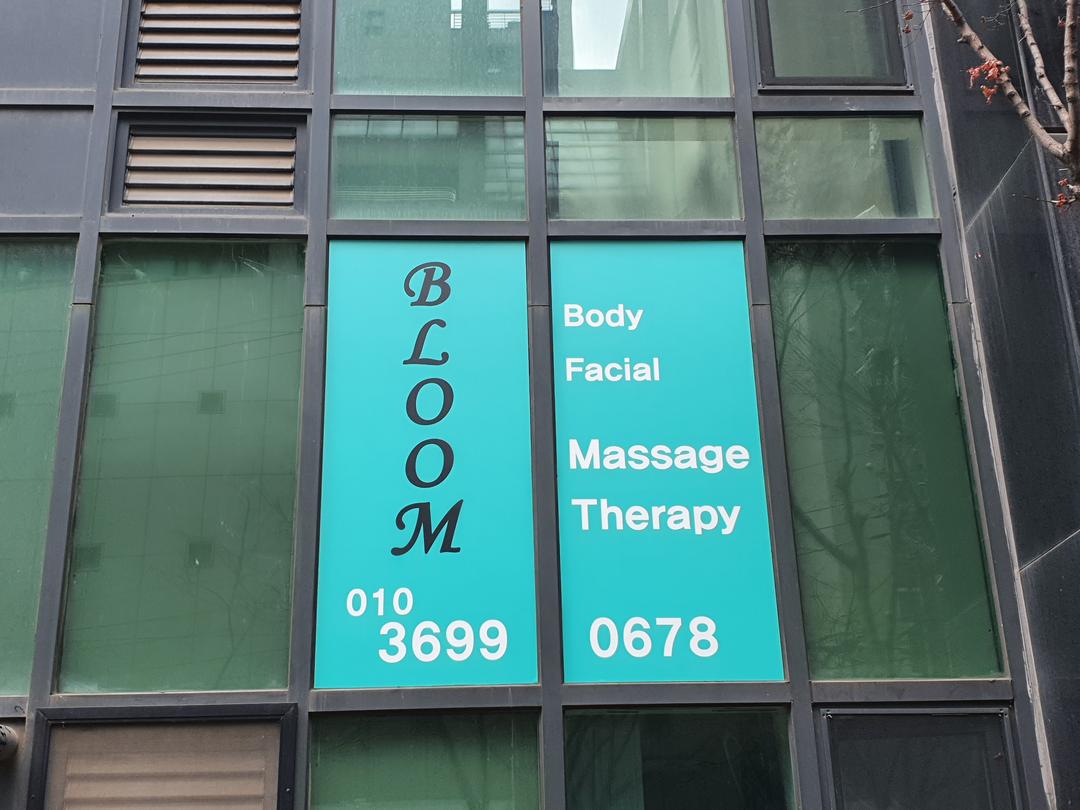 BLOOM
010
3699
Body
Facial
Massage
Therapy
0678